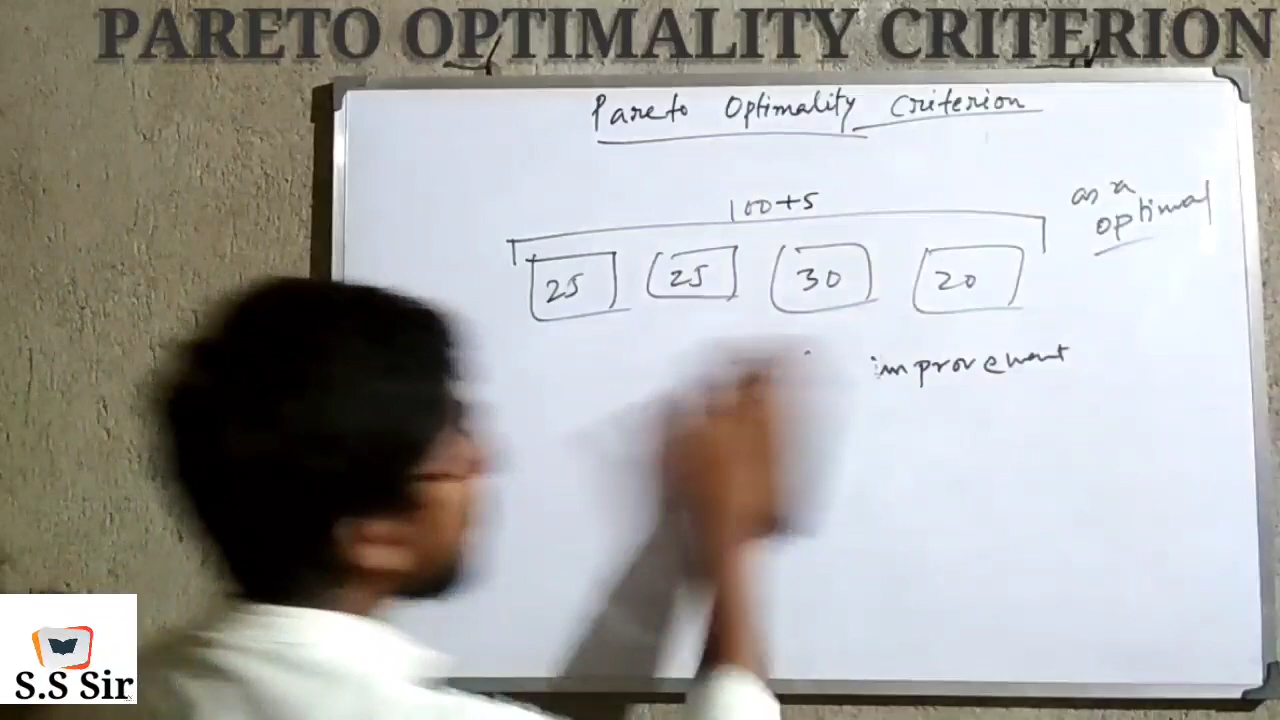 PARETO OPTIMALITY CRITERION
Pareto Optimality Criterion
100+5
as a
optimal
25 25 30 20
improvement
S.S Sir